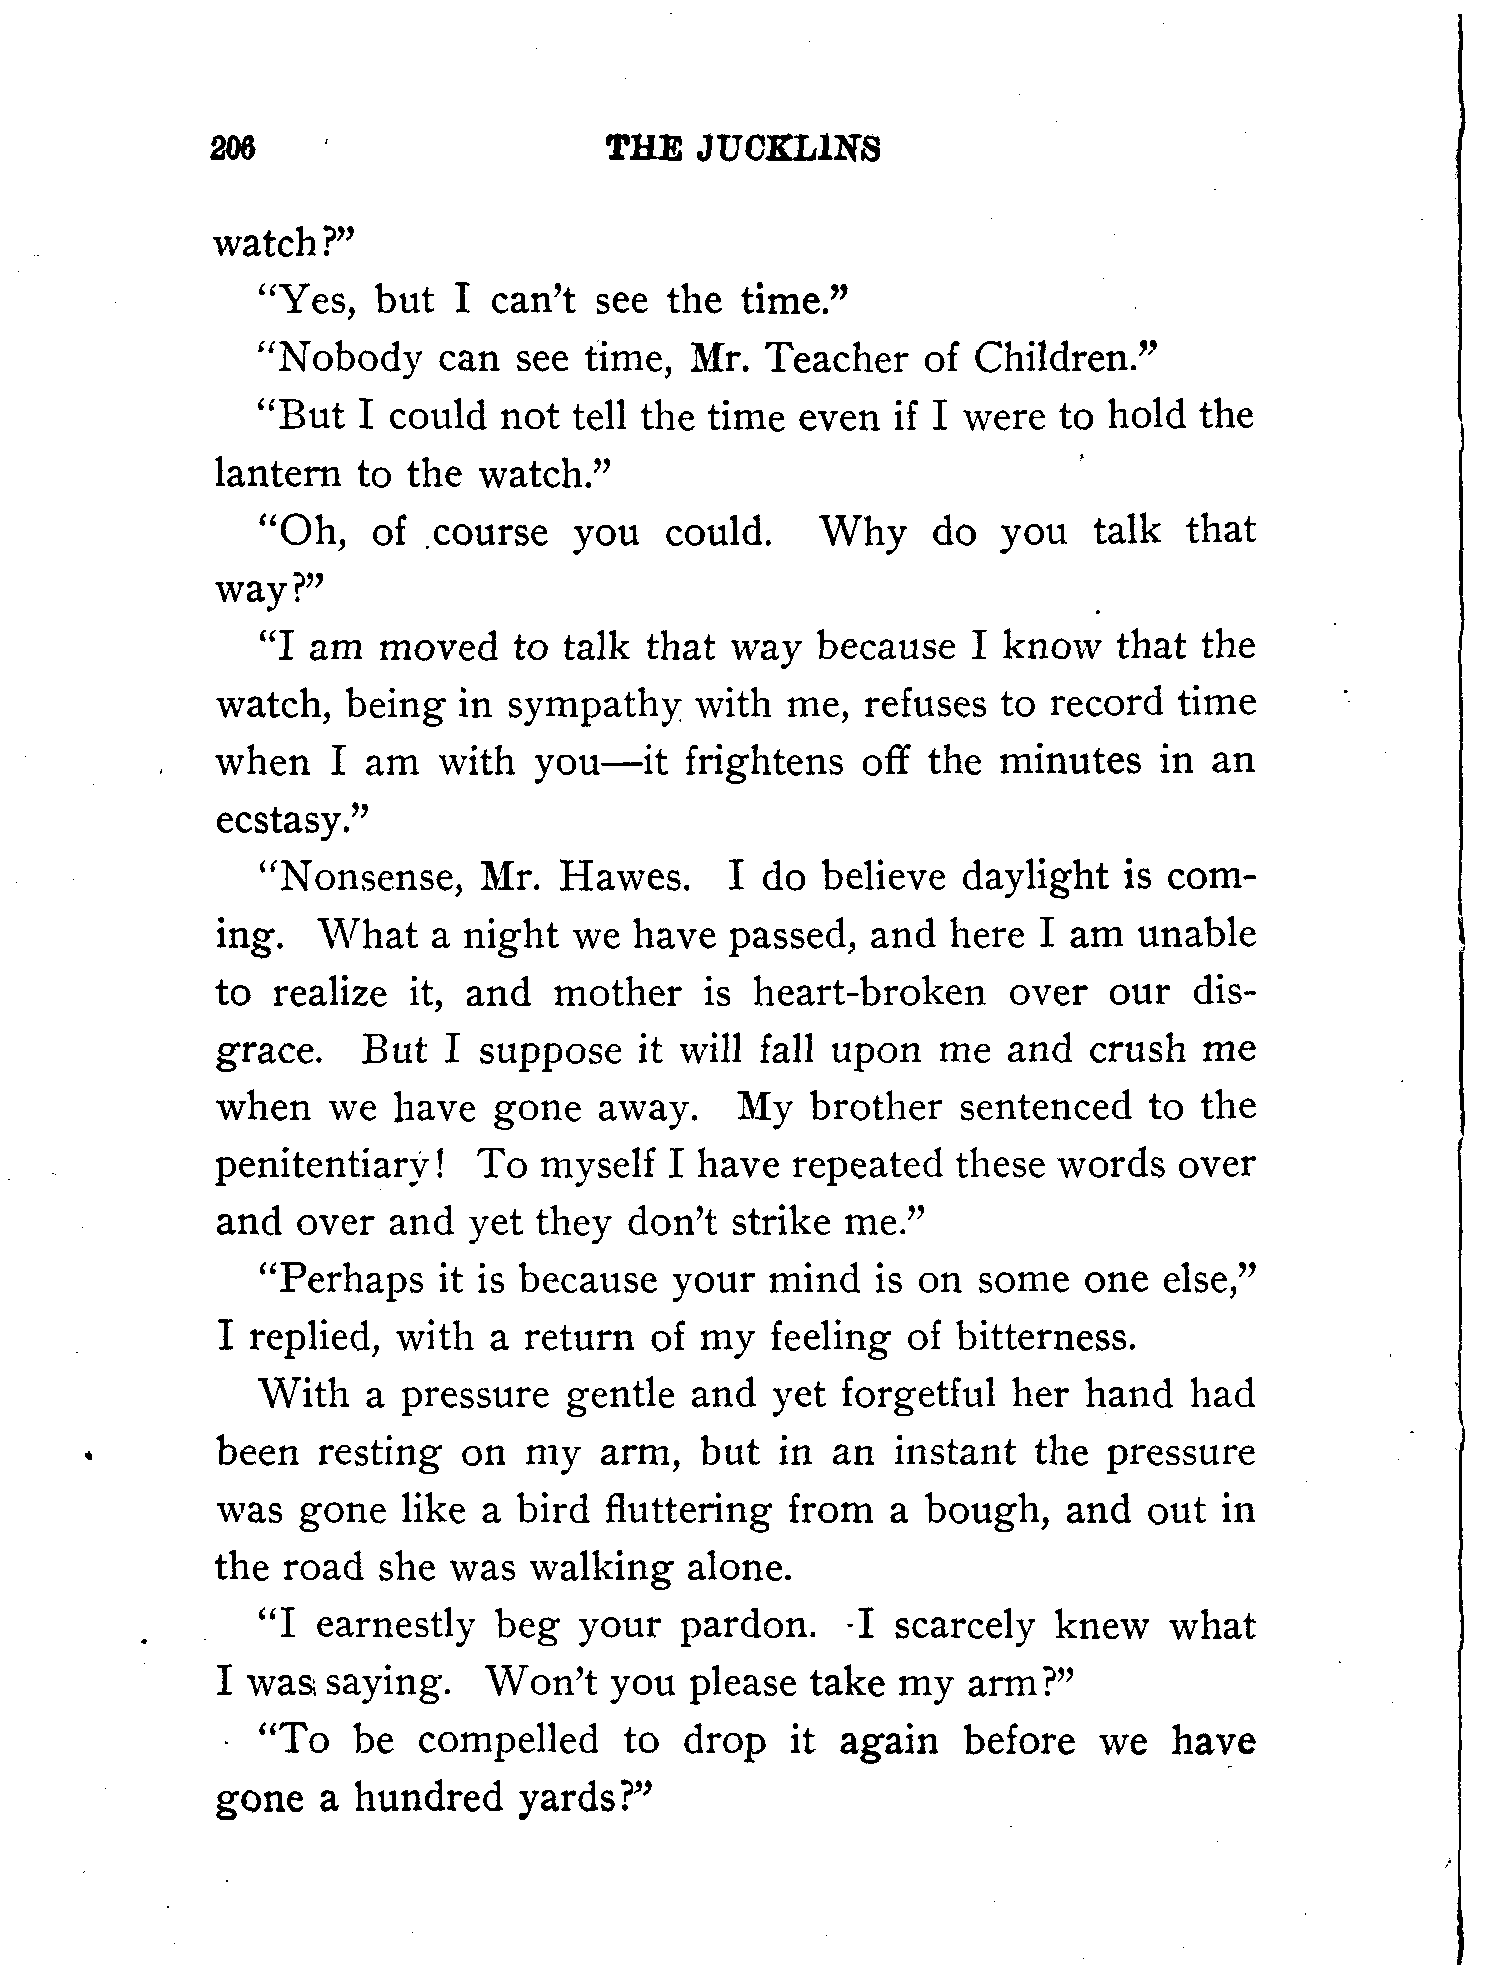 206 THE JUCKLINS
watch?”
“Yes, but I can’t see the time.”
“Nobody can see time, Mr. Teacher of Children.”
“But I could not tell the time even if I were to hold the
lantern to the watch.”
“Oh, of course you could. Why do you talk that
way?”
“I am moved to talk that way because I know that the
watch, being in sympathy with me, refuses to record time
when I am with you—it frightens off the minutes in an
ecstasy.”
“Nonsense, Mr. Hawes. I do believe daylight is com-
ing. What a night we have passed, and here I am unable
to realize it, and mother is heart-broken over our dis-
grace. But I suppose it will fall upon me and crush me
when we have gone away. My brother sentenced to the
penitentiary! To myself I have repeated these words over
and over and yet they don’t strike me.”
“Perhaps it is because your mind is on some one else,”
I replied, with a return of my feeling of bitterness.
With a pressure gentle and yet forgetful her hand had
been resting on my arm, but in an instant the pressure
was gone like a bird fluttering from a bough, and out in
the road she was walking alone.
“I earnestly beg your pardon. I scarcely knew what
I was saying. Won’t you please take my arm?”
“To be compelled to drop it again before we have
gone a hundred yards?”